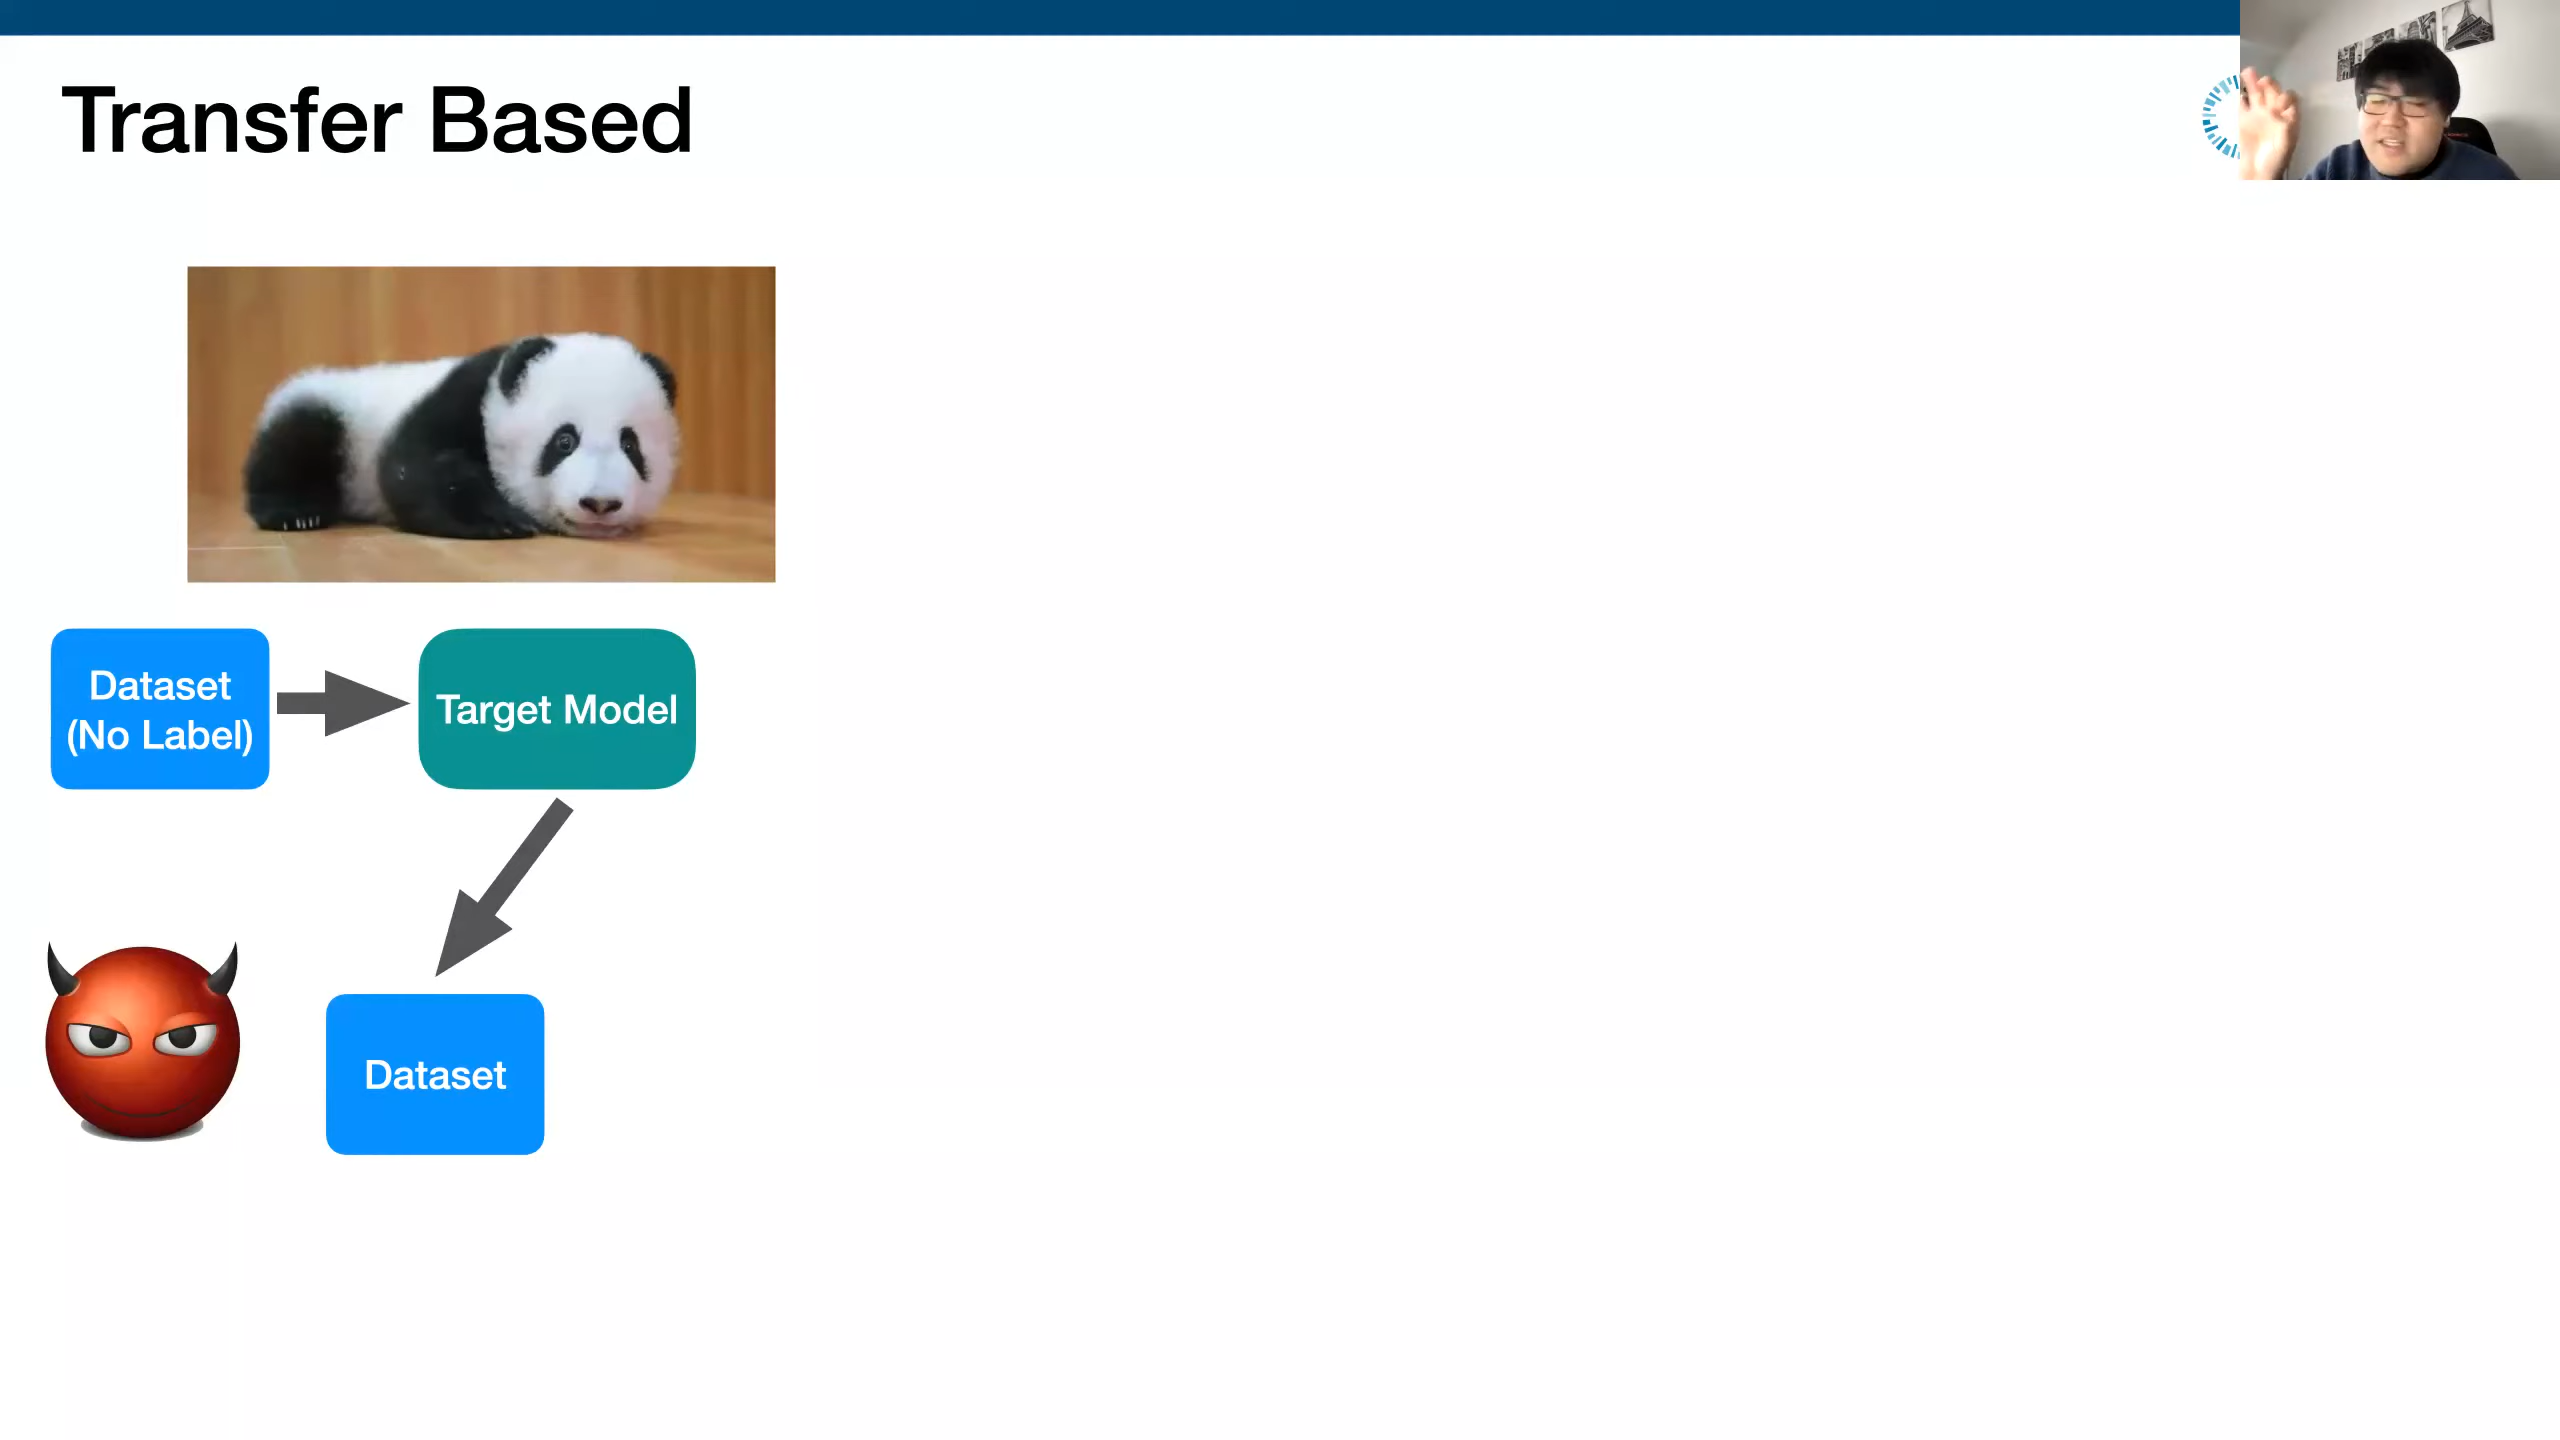 Transfer Based
Dataset
(No Label)
Target Model
Dataset